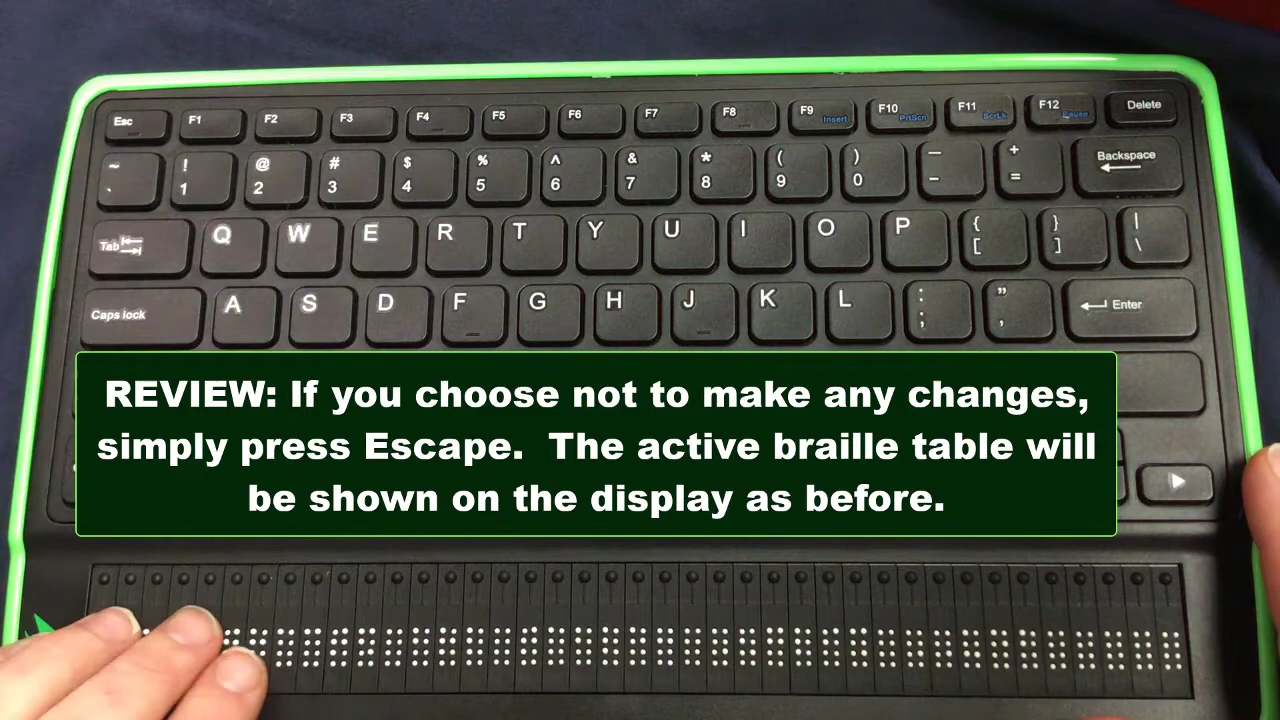 Esc F1 F2 F3 F4 F5 F6 F7 F8 F9 Insert F10 PrtScn F11 ScrLk F12 Pause Delete
~ ! @ # $ % ^ & * ( ) — + Backspace
` 1 2 3 4 5 6 7 8 9 0 - =
Tab Q W E R T Y U I O P { } |
[ ] \
Caps lock A S D F G H J K L : " Enter
; ,
REVIEW: If you choose not to make any changes,
simply press Escape. The active braille table will
be shown on the display as before.